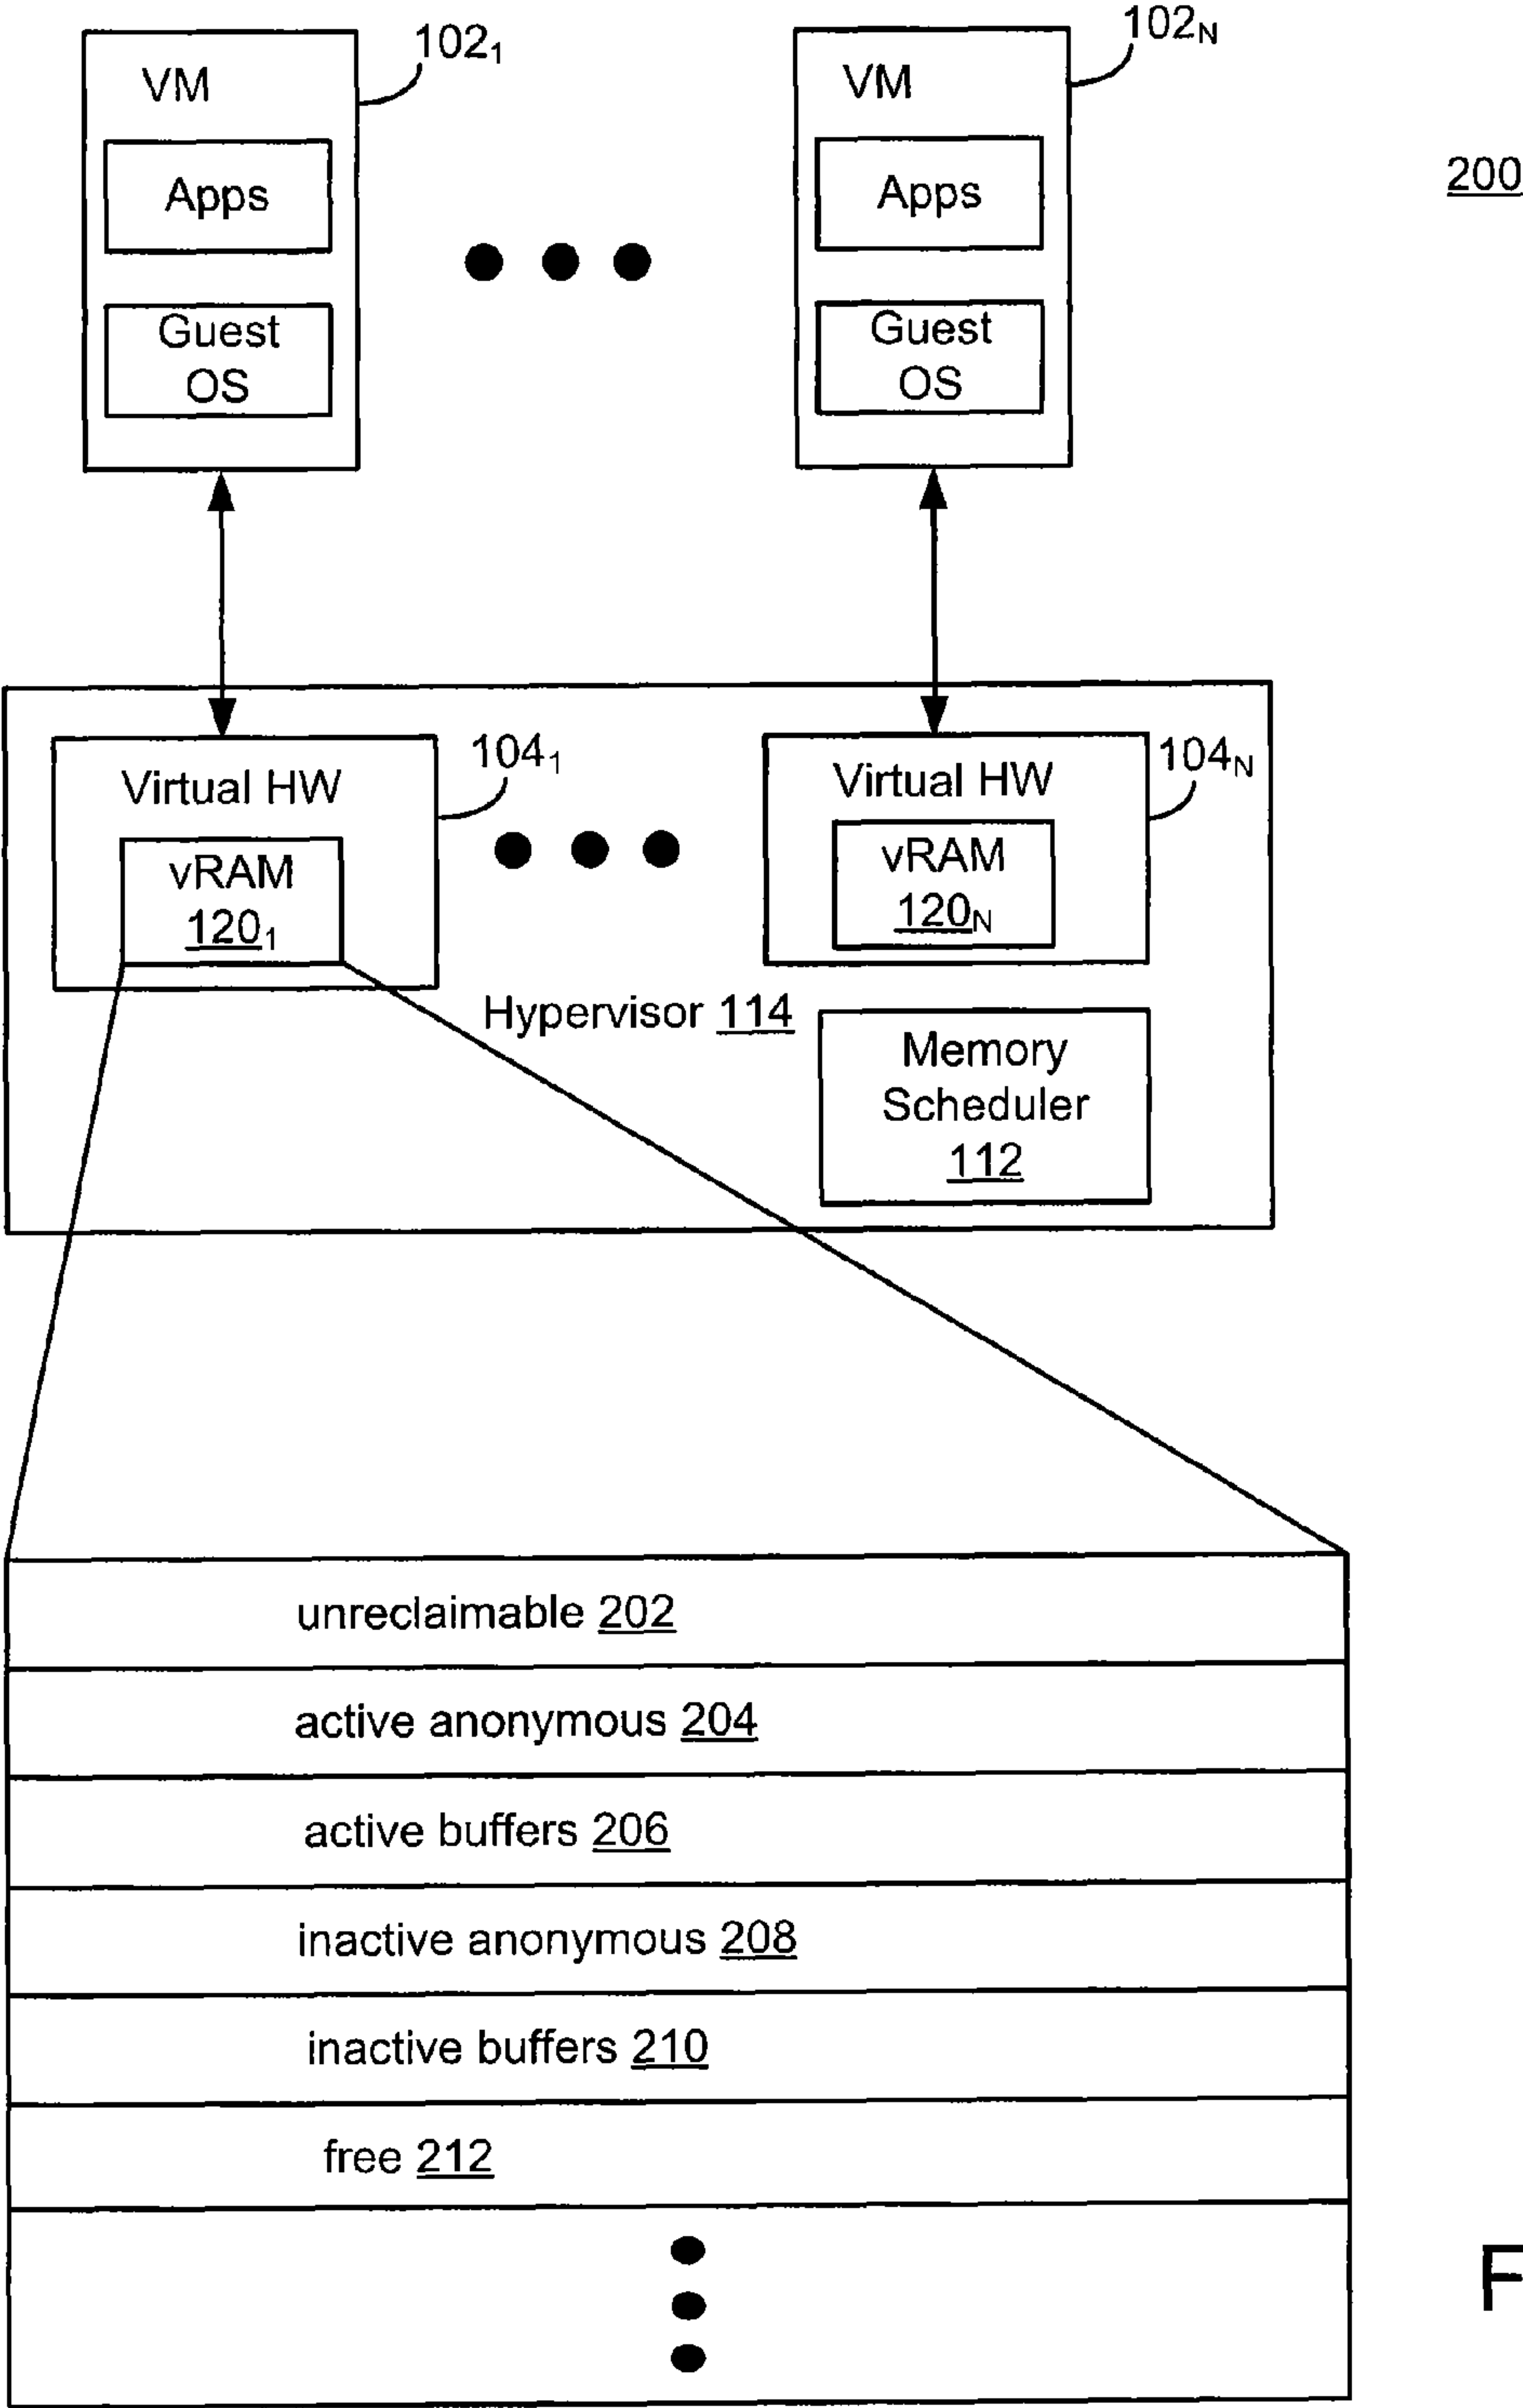 102₁
102N
VM
VM
200
Apps
Apps
Guest
OS
Guest
OS
104₁
104N
Virtual HW
Virtual HW
vRAM
120₁
vRAM
120N
Hypervisor 114
Memory
Scheduler
112
unreclaimable 202
active anonymous 204
active buffers 206
inactive anonymous 208
inactive buffers 210
free 212
F